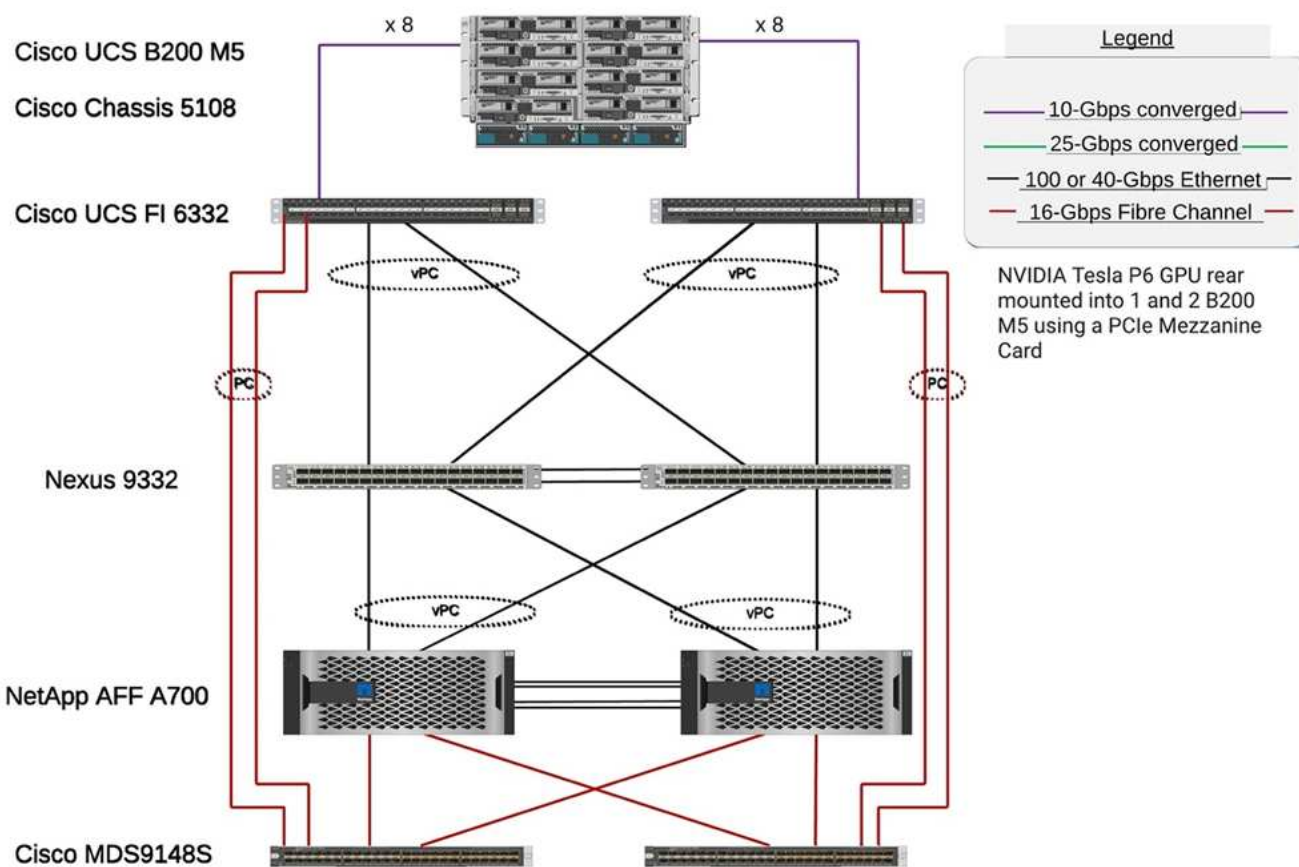 x 8
x 8
Cisco UCS B200 M5
Cisco Chassis 5108
Legend
10-Gbps converged
25-Gbps converged
100 or 40-Gbps Ethernet
16-Gbps Fibre Channel
Cisco UCS FI 6332
vPC
vPC
NVIDIA Tesla P6 GPU rear
mounted into 1 and 2 B200
M5 using a PCIe Mezzanine
Card
PC
PC
Nexus 9332
vPC
vPC
NetApp AFF A700
Cisco MDS9148S